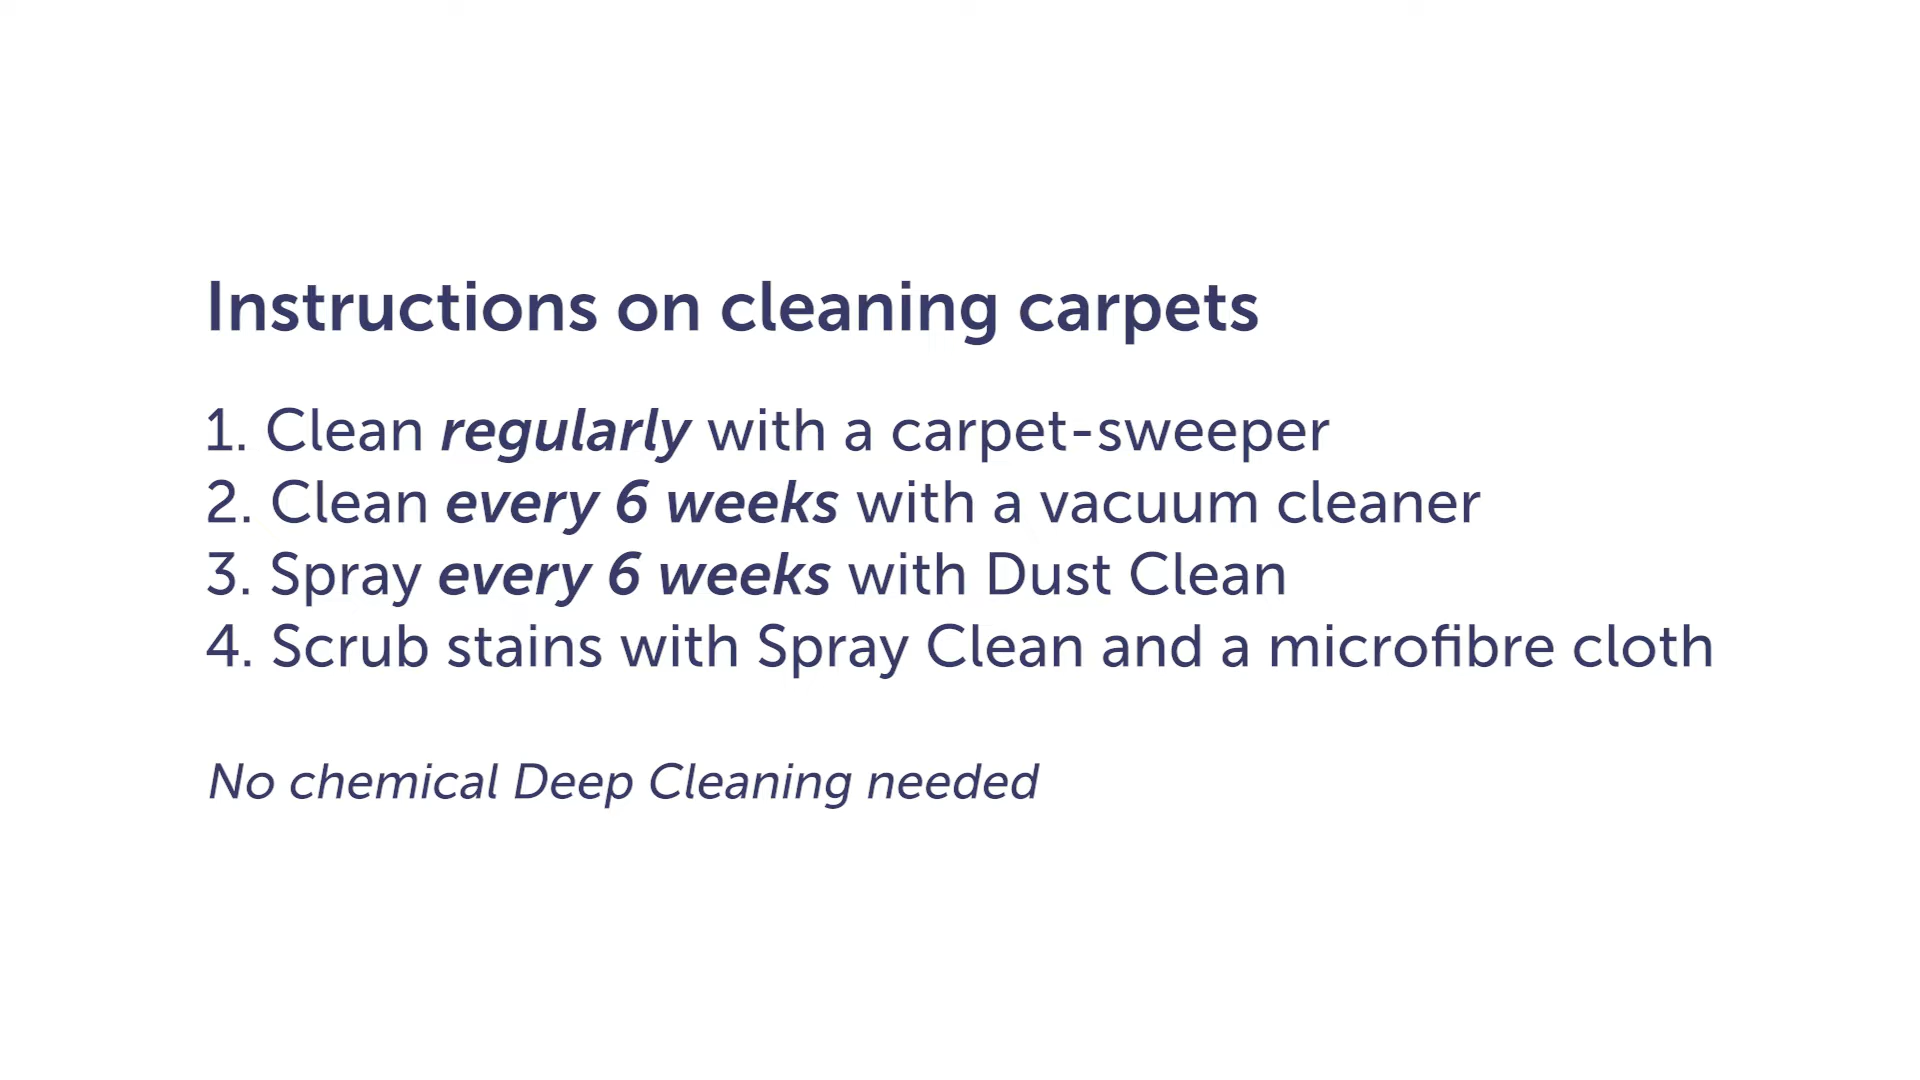 Instructions on cleaning carpets
1. Clean regularly with a carpet-sweeper
2. Clean every 6 weeks with a vacuum cleaner
3. Spray every 6 weeks with Dust Clean
4. Scrub stains with Spray Clean and a microfibre cloth
No chemical Deep Cleaning needed